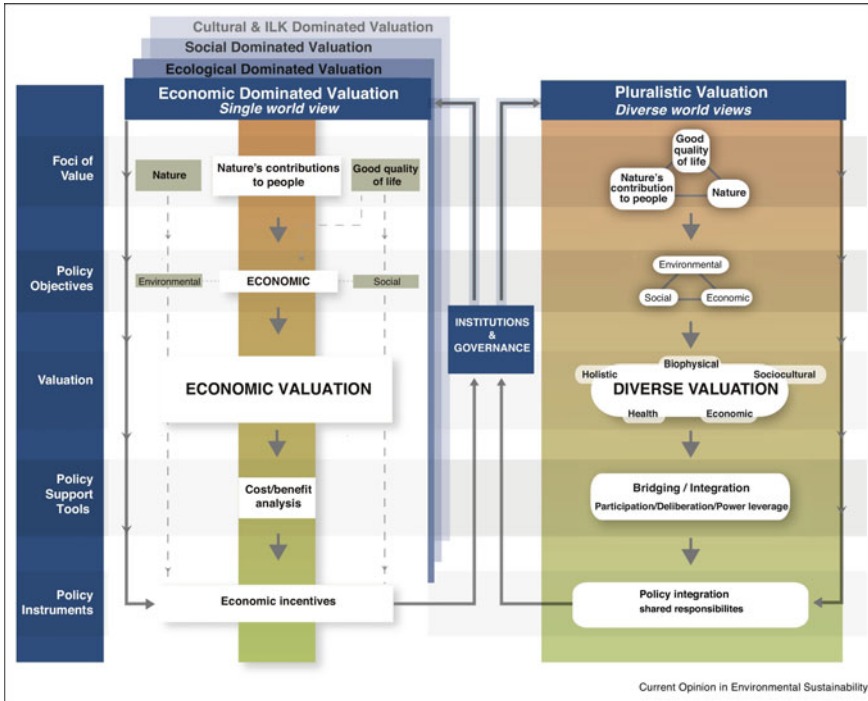 Cultural & ILK Dominated Valuation
Social Dominated Valuation
Ecological Dominated Valuation
Economic Dominated Valuation
Single world view
Pluralistic Valuation
Diverse world views
Foci of
Value
Nature
Nature's contributions
to people
Good quality
of life
Good
quality
of life
Nature's
contribution
to people
Nature
Policy
Objectives
Environmental
ECONOMIC
Social
Environmental
Social
Economic
INSTITUTIONS
&
GOVERNANCE
Valuation
ECONOMIC VALUATION
Biophysical
Holistic
Sociocultural
DIVERSE VALUATION
Health
Economic
Policy
Support
Tools
Cost/benefit
analysis
Bridging / Integration
Participation/Deliberation/Power leverage
Policy
Instruments
Economic incentives
Policy integration
shared responsibilites
Current Opinion in Environmental Sustainability